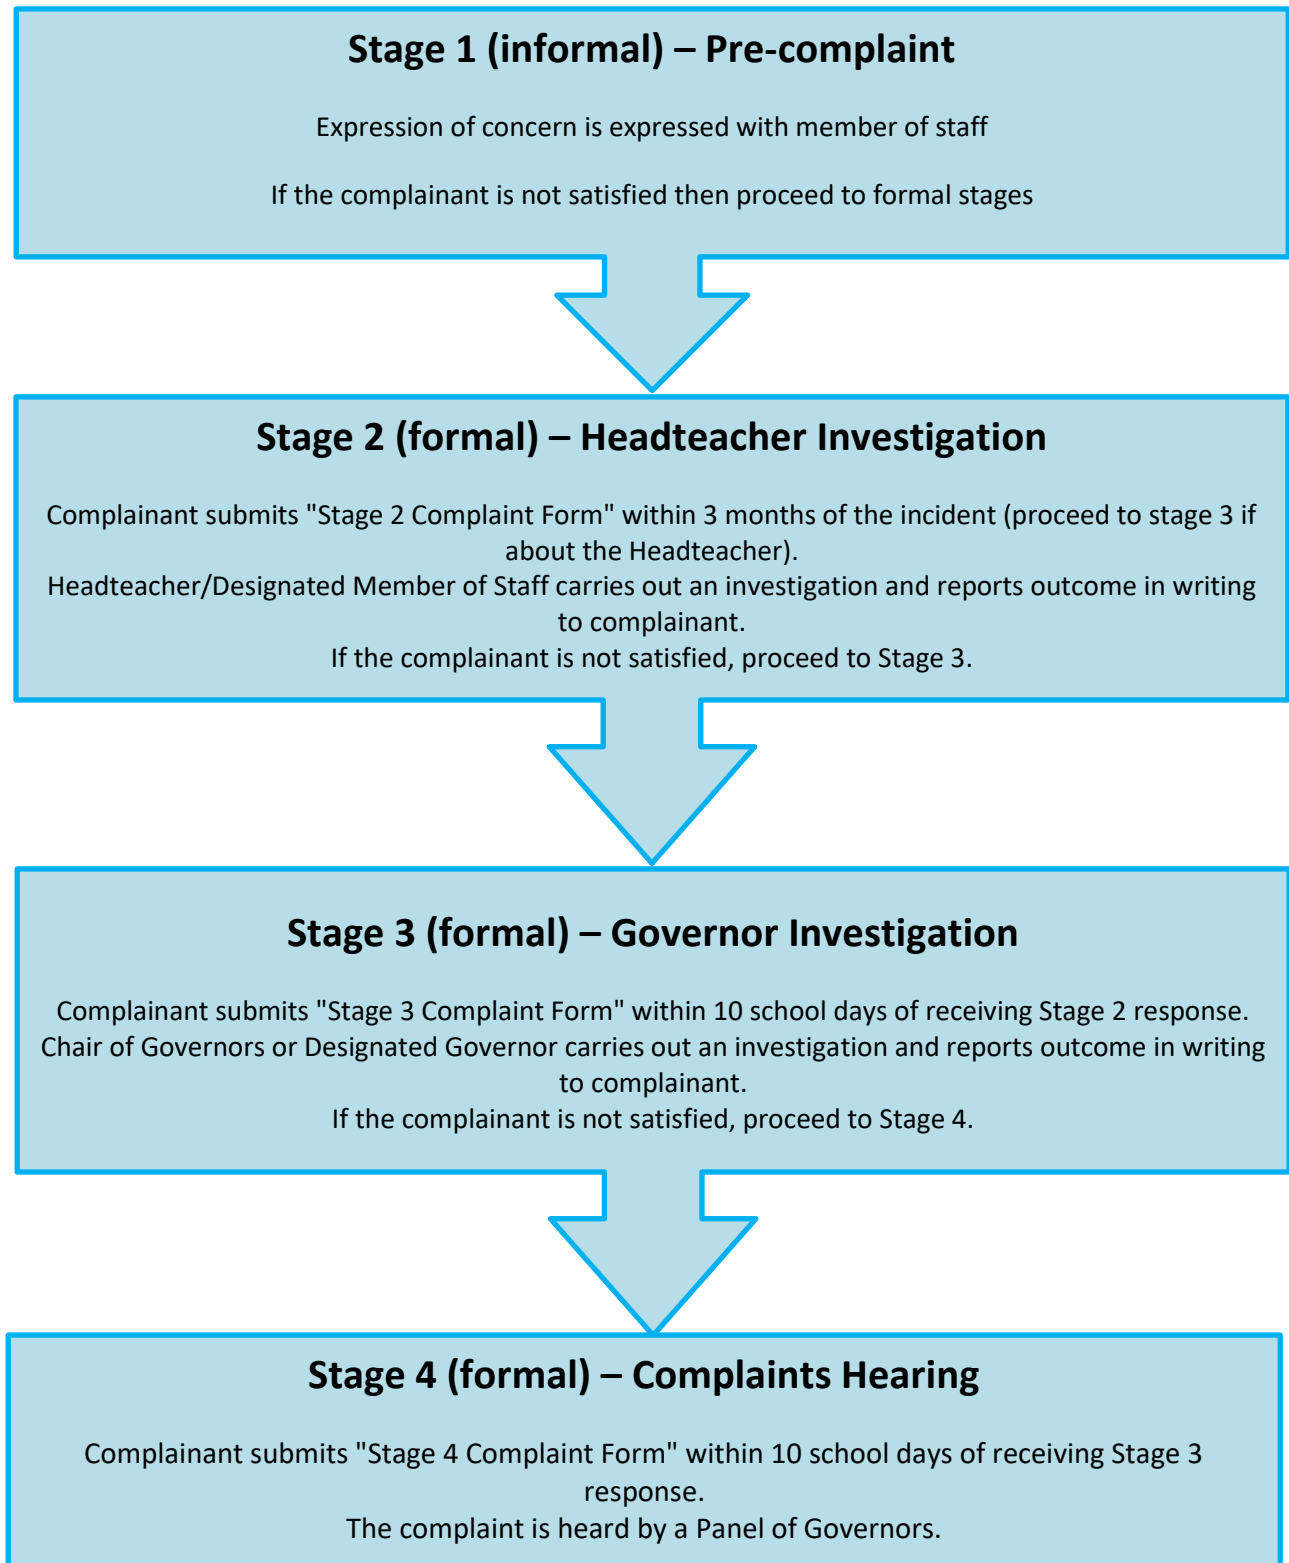 Stage 1 (informal) – Pre-complaint
Expression of concern is expressed with member of staff
If the complainant is not satisfied then proceed to formal stages
Stage 2 (formal) – Headteacher Investigation
Complainant submits "Stage 2 Complaint Form" within 3 months of the incident (proceed to stage 3 if
about the Headteacher).
Headteacher/Designated Member of Staff carries out an investigation and reports outcome in writing
to complainant.
If the complainant is not satisfied, proceed to Stage 3.
Stage 3 (formal) – Governor Investigation
Complainant submits "Stage 3 Complaint Form" within 10 school days of receiving Stage 2 response.
Chair of Governors or Designated Governor carries out an investigation and reports outcome in writing
to complainant.
If the complainant is not satisfied, proceed to Stage 4.
Stage 4 (formal) – Complaints Hearing
Complainant submits "Stage 4 Complaint Form" within 10 school days of receiving Stage 3
response.
The complaint is heard by a Panel of Governors.